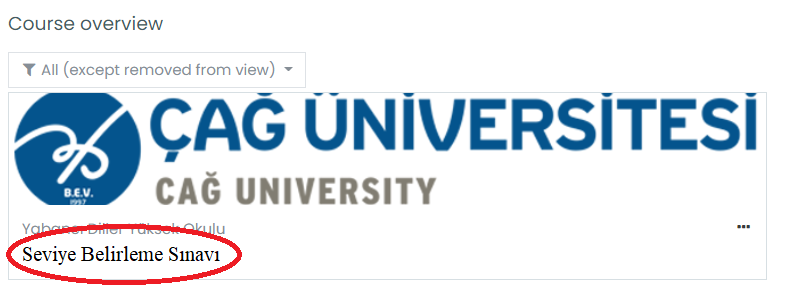 Course overview
All (except removed from view)
ÇAĞ ÜNİVERSİTESİ
CAĞ UNIVERSITY
B.E.V.
1997
Yabancı Diller Yüksek Okulu
Seviye Belirleme Sınavı